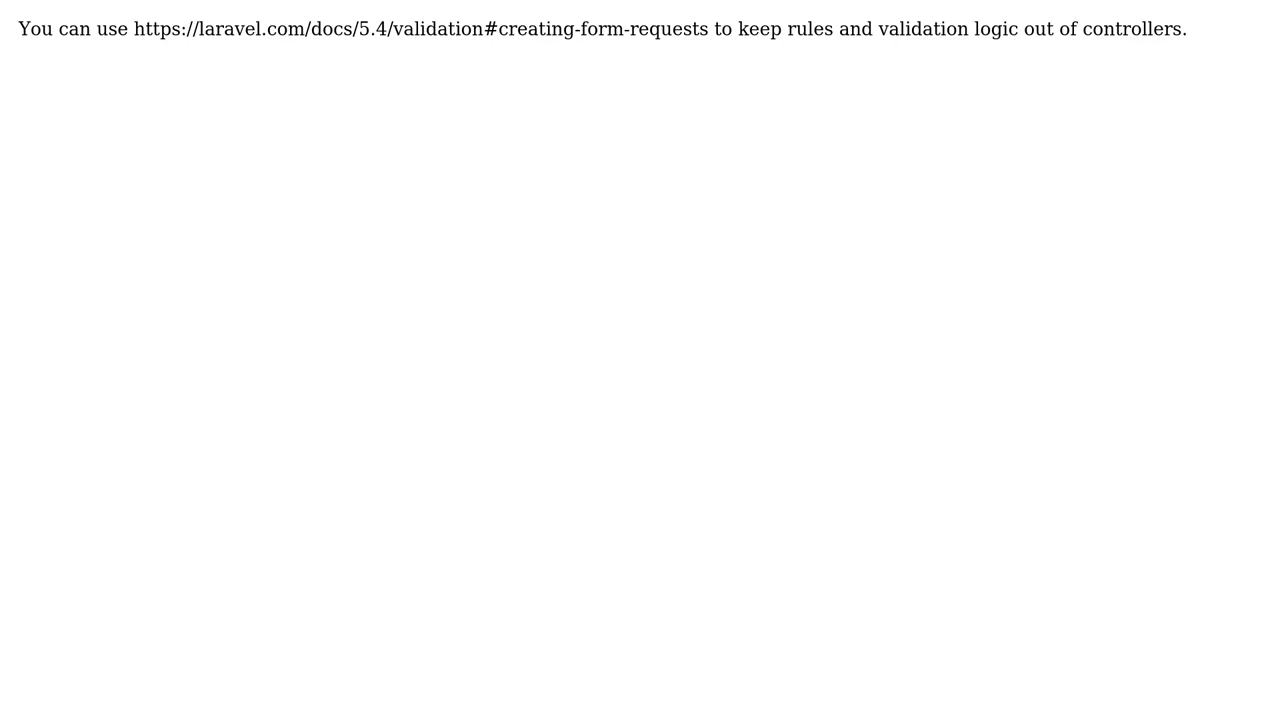 You can use https://laravel.com/docs/5.4/validation#creating-form-requests to keep rules and validation logic out of controllers.